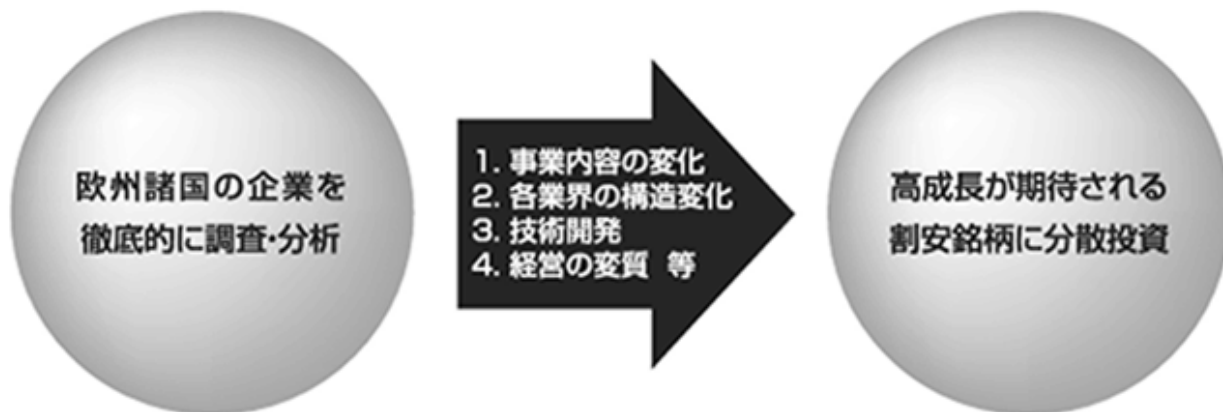 欧州諸国の企業を
徹底的に調査・分析
1. 事業内容の変化
2. 各業界の構造変化
3. 技術開発
4. 経営の変質 等
高成長が期待される
割安銘柄に分散投資